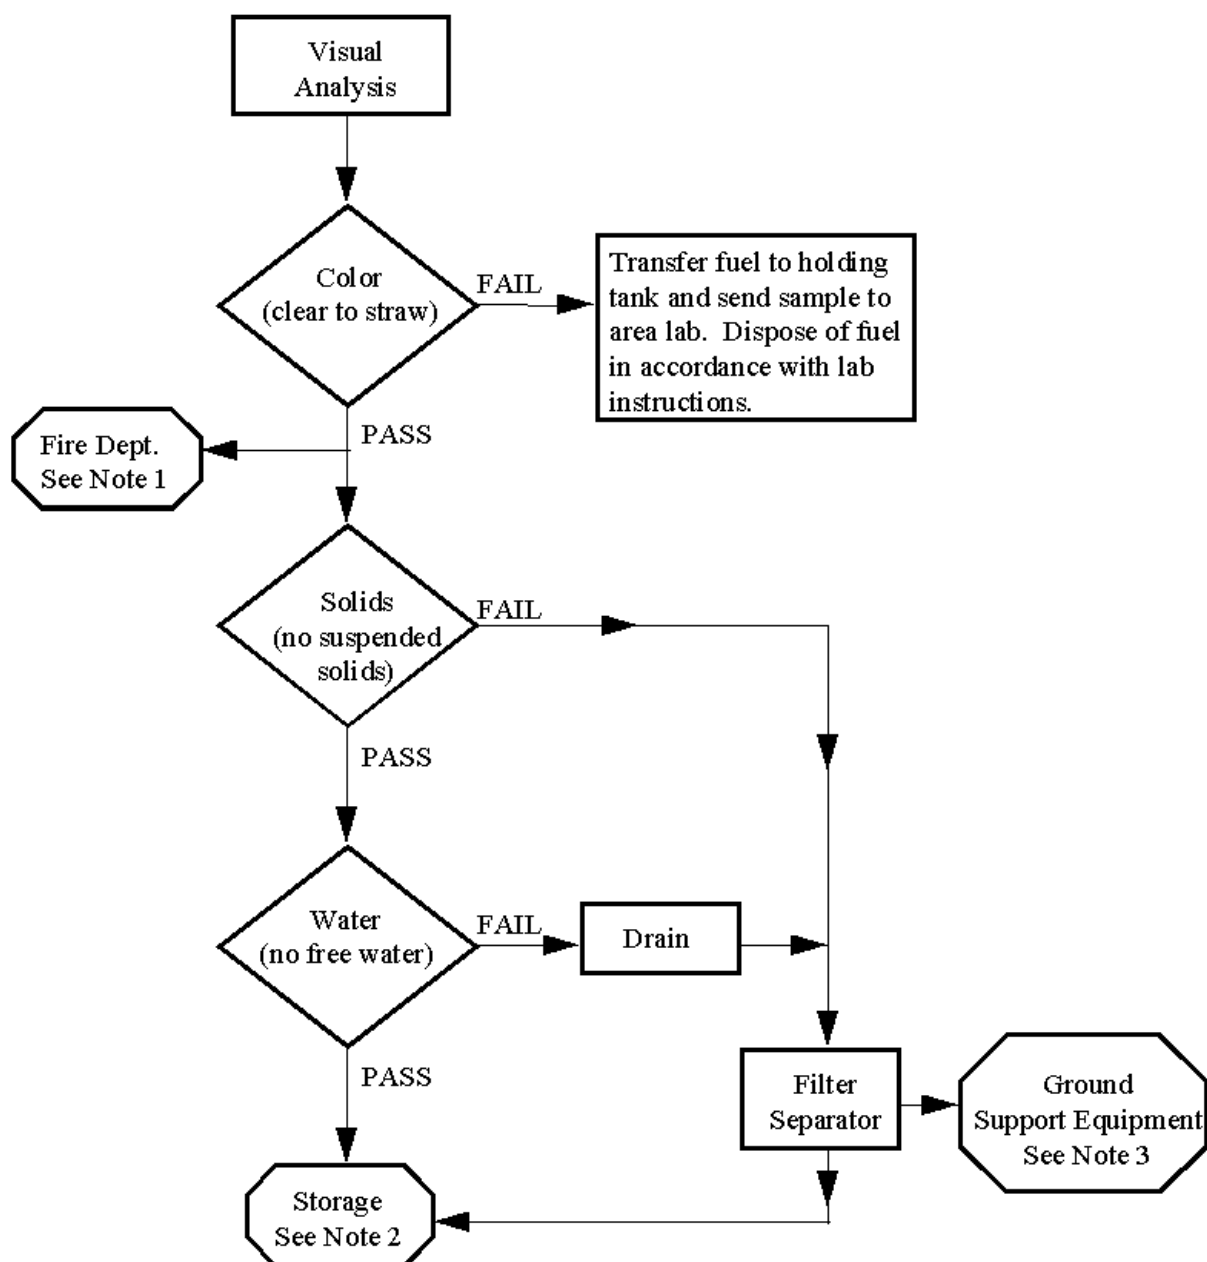 Visual
Analysis
Color
(clear to straw)
FAIL
Transfer fuel to holding
tank and send sample to
area lab.  Dispose of fuel
in accordance with lab
instructions.
PASS
Fire Dept.
See Note 1
Solids
(no suspended
solids)
FAIL
PASS
Water
(no free water)
FAIL
Drain
PASS
Filter
Separator
Ground
Support Equipment
See Note 3
Storage
See Note 2